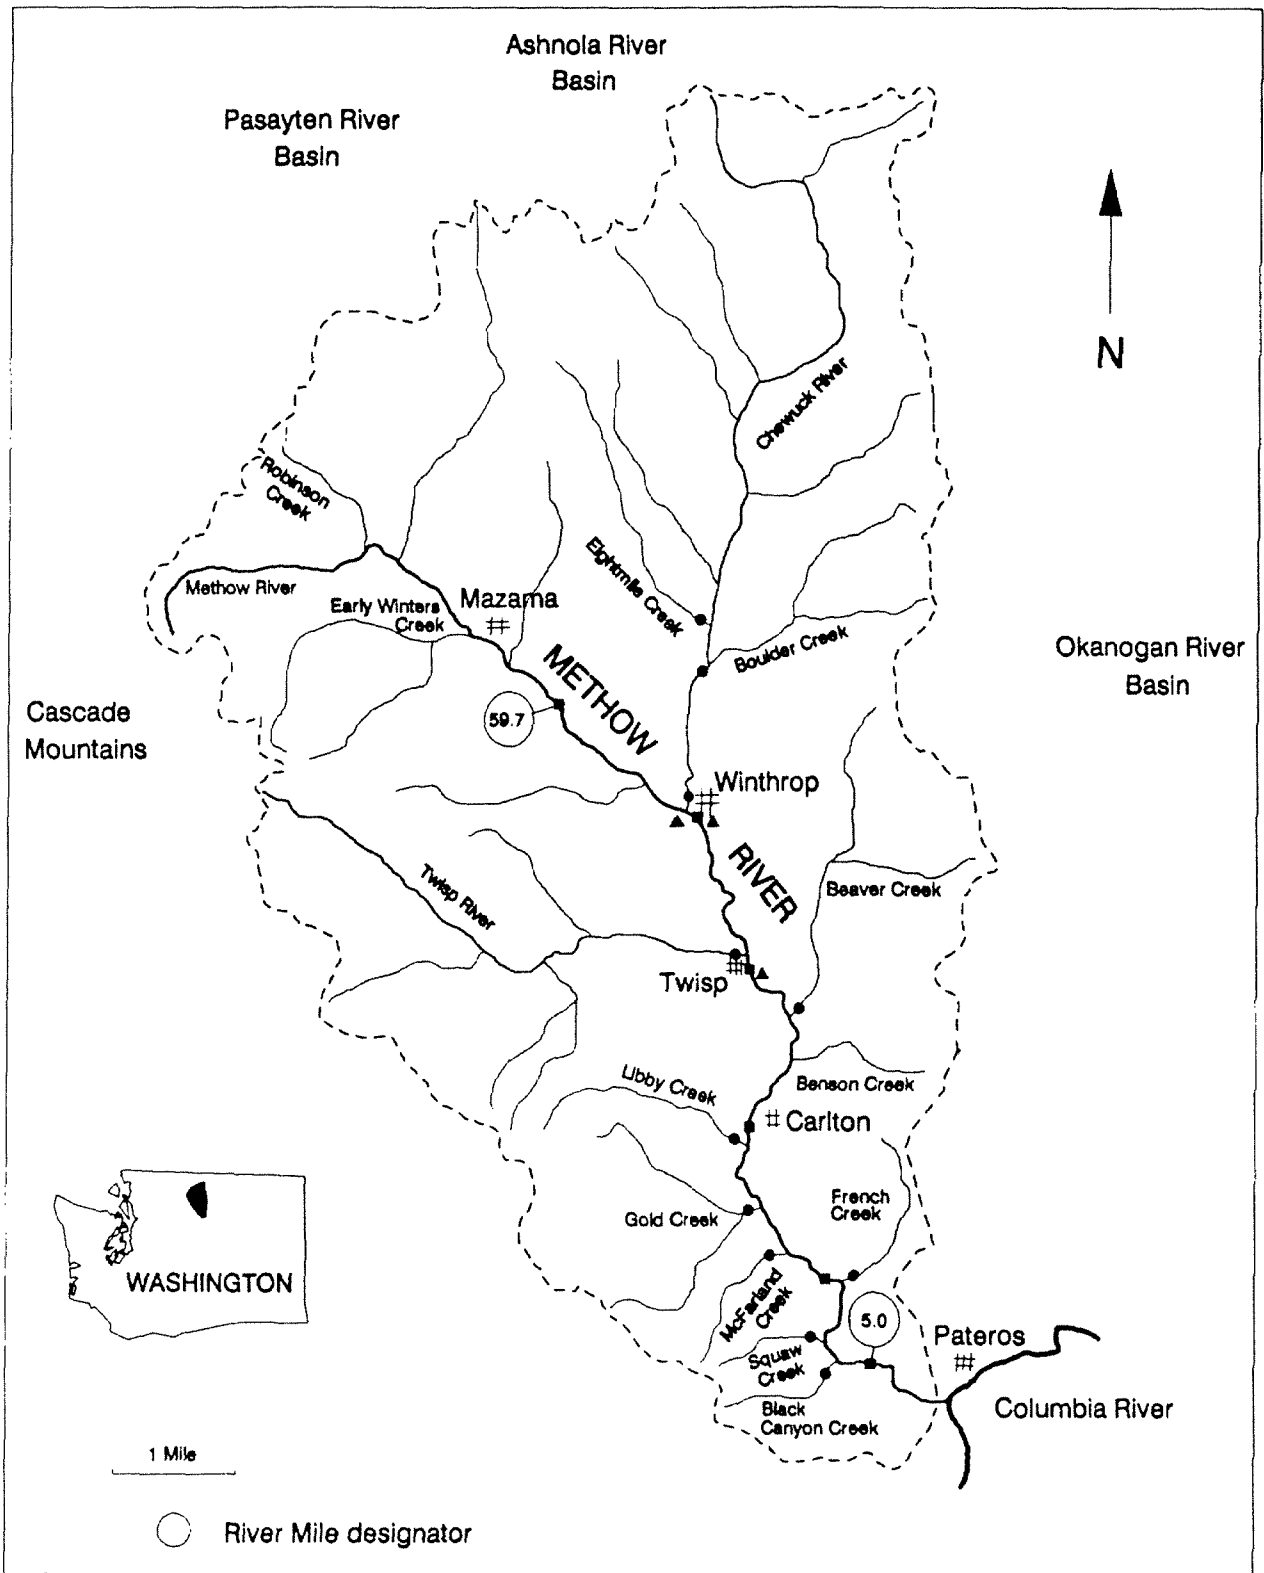 Ashnola River
Basin
Pasayten River
Basin
N
Chewuck River
Robinson
Creek
Methow River
Early Winters
Creek
Mazama
Eightmile Creek
Boulder Creek
Okanogan River
Basin
METHOW
RIVER
59.7
Cascade
Mountains
Winthrop
Beaver Creek
Twisp River
Twisp
Benson Creek
Libby Creek
Carlton
French
Creek
Gold Creek
McFarland
Creek
5.0
Pateros
Squaw
Creek
Black
Canyon Creek
Columbia River
WASHINGTON
1 Mile
River Mile designator